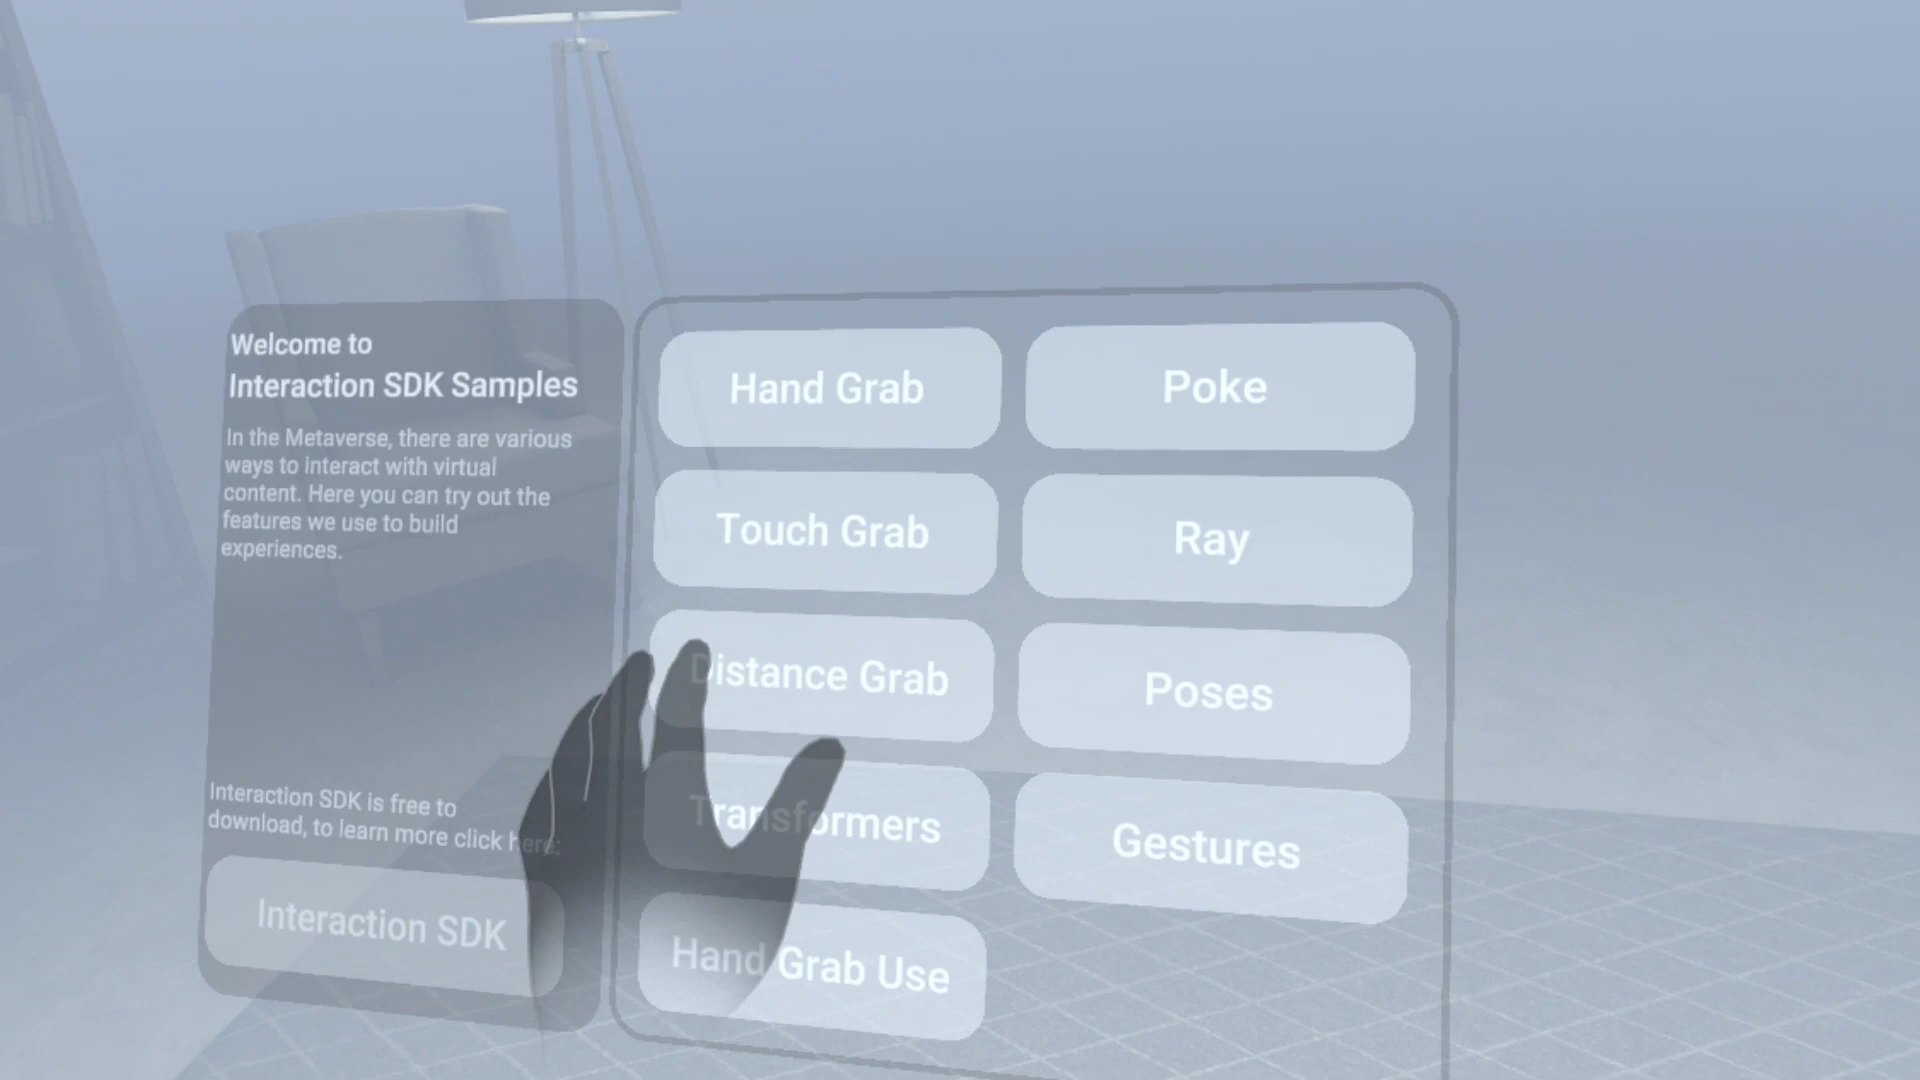 Welcome to
Interaction SDK Samples
In the Metaverse, there are various
ways to interact with virtual
content. Here you can try out the
features we use to build
experiences.
Interaction SDK is free to
download, to learn more click here:
Interaction SDK
Hand Grab
Poke
Touch Grab
Ray
Distance Grab
Poses
Transformers
Gestures
Hand Grab Use